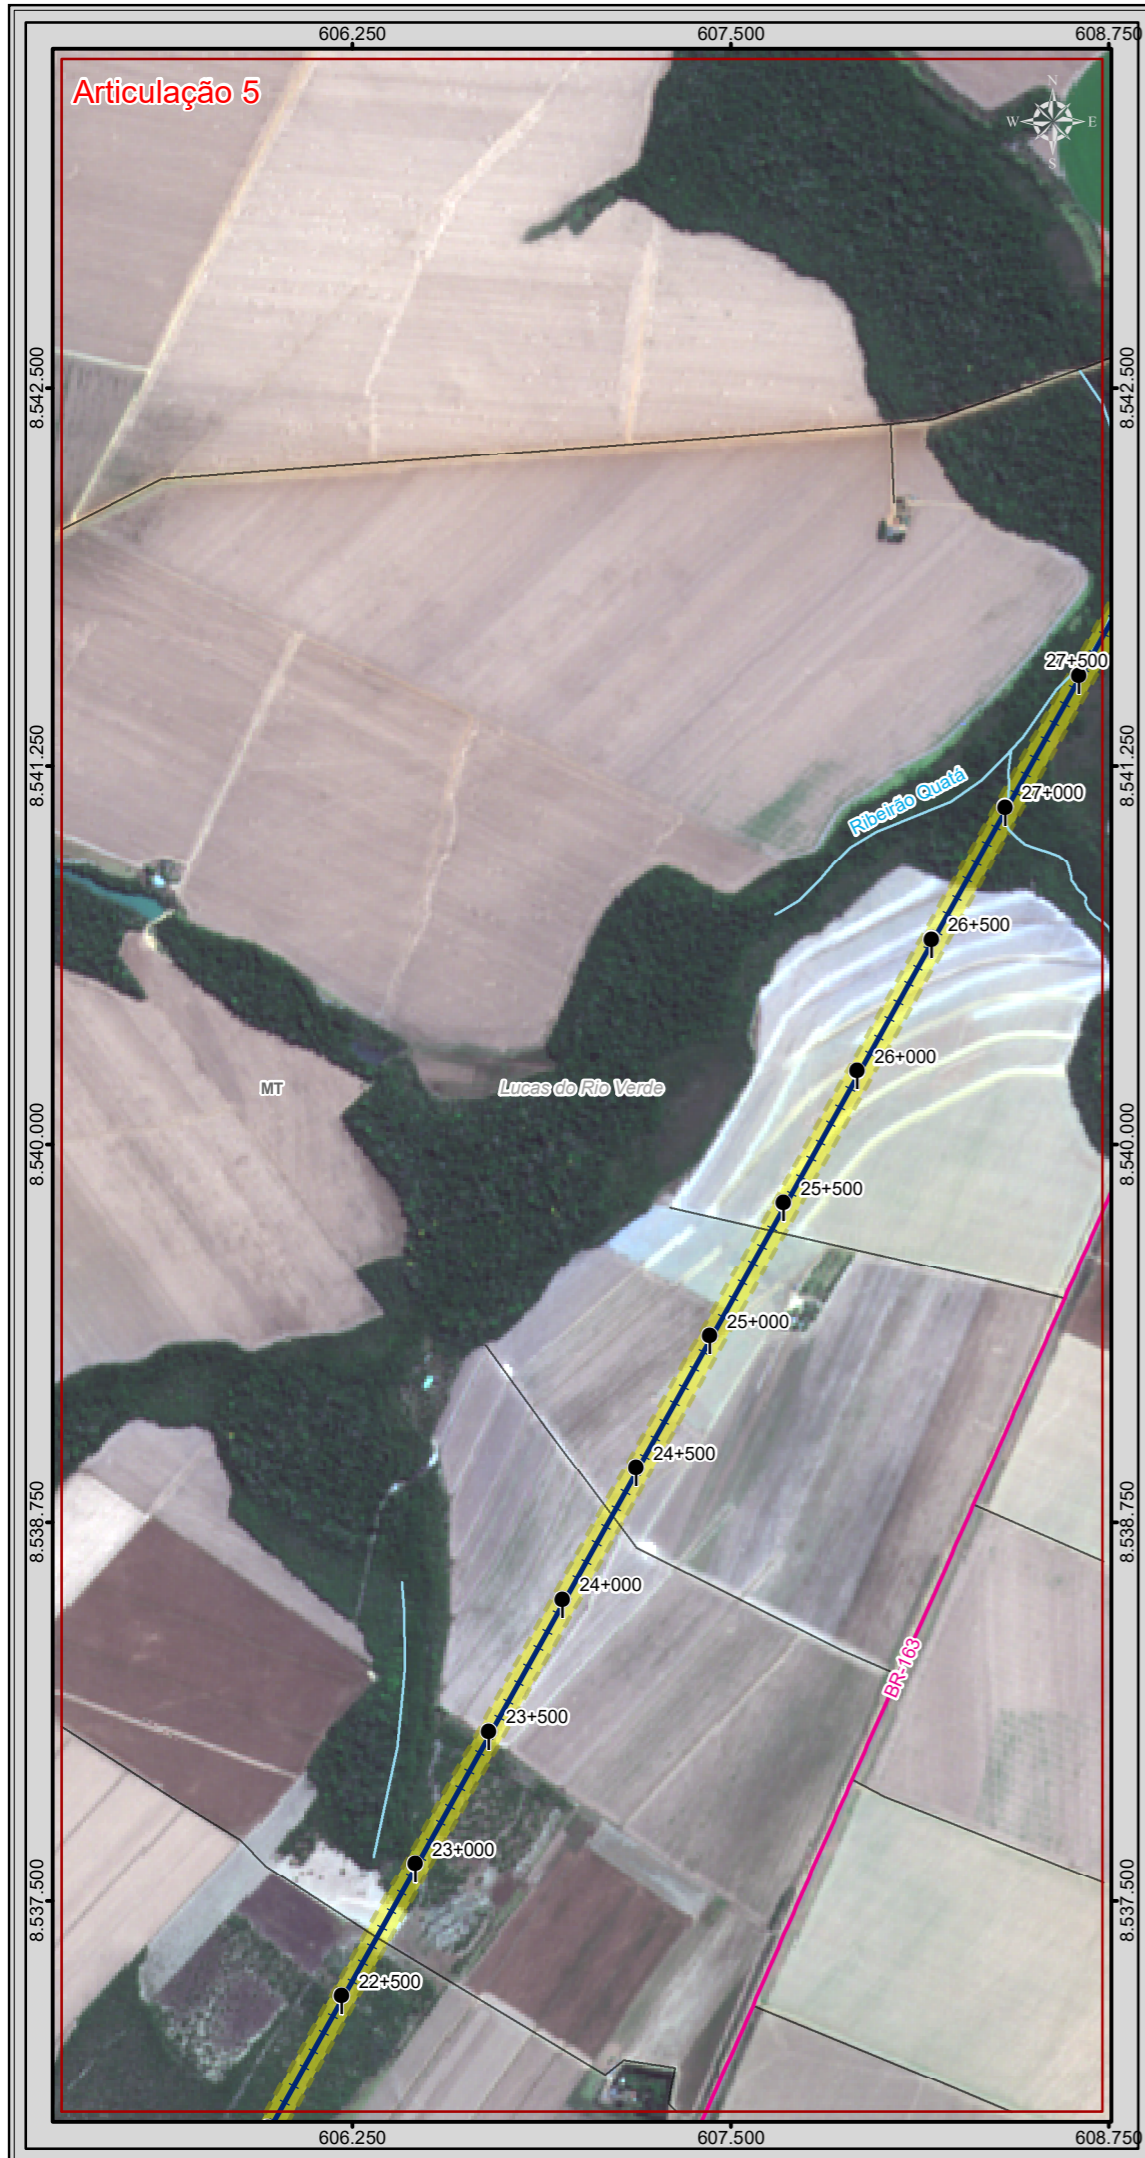 606.250 607.500 608.750
Articulação 5
N
W E
S
8.542.500 8.542.500
27+500
8.541.250 8.541.250
Ribeirão Quatá
27+000
26+500
26+000
MT Lucas do Rio Verde
8.540.000 8.540.000
25+500
25+000
24+500
8.538.750 8.538.750
24+000
BR-163
23+500
23+000
8.537.500 8.537.500
22+500
606.250 607.500 608.750